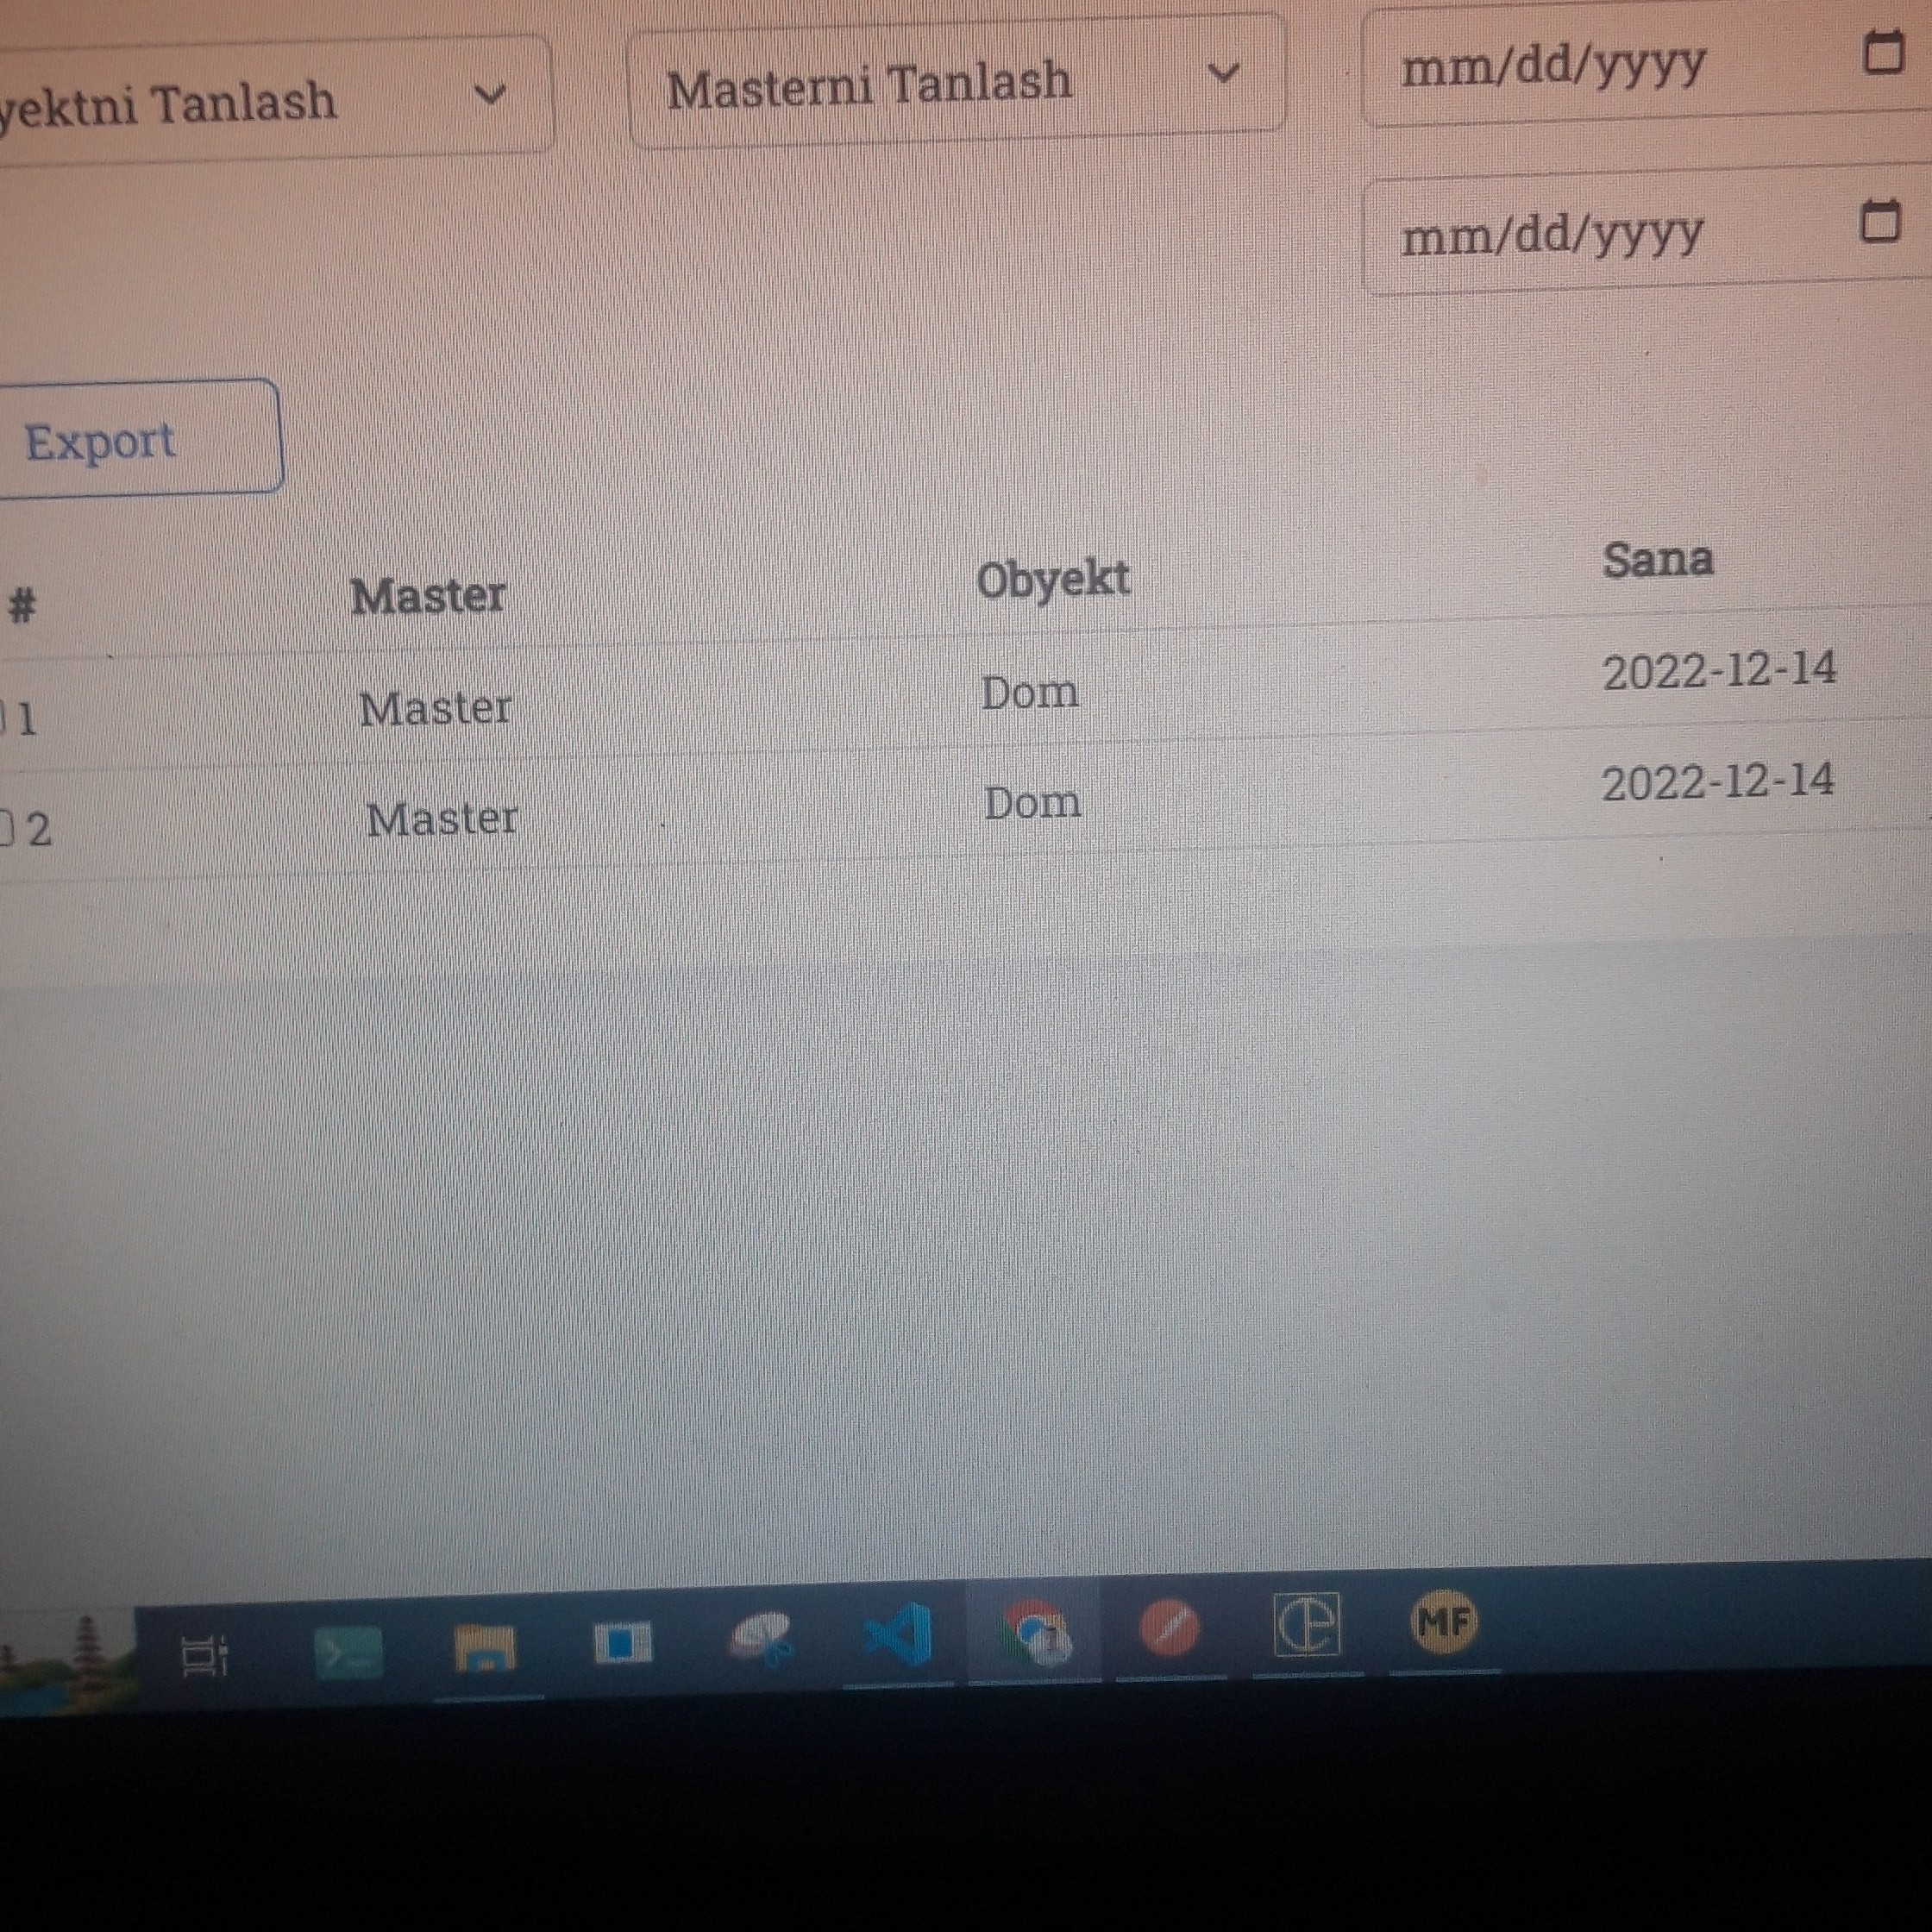 yektni Tanlash
Masterni Tanlash
mm/dd/yyyy
mm/dd/yyyy
Export
# Master Obyekt Sana
1 Master Dom 2022-12-14
2 Master Dom 2022-12-14
MF